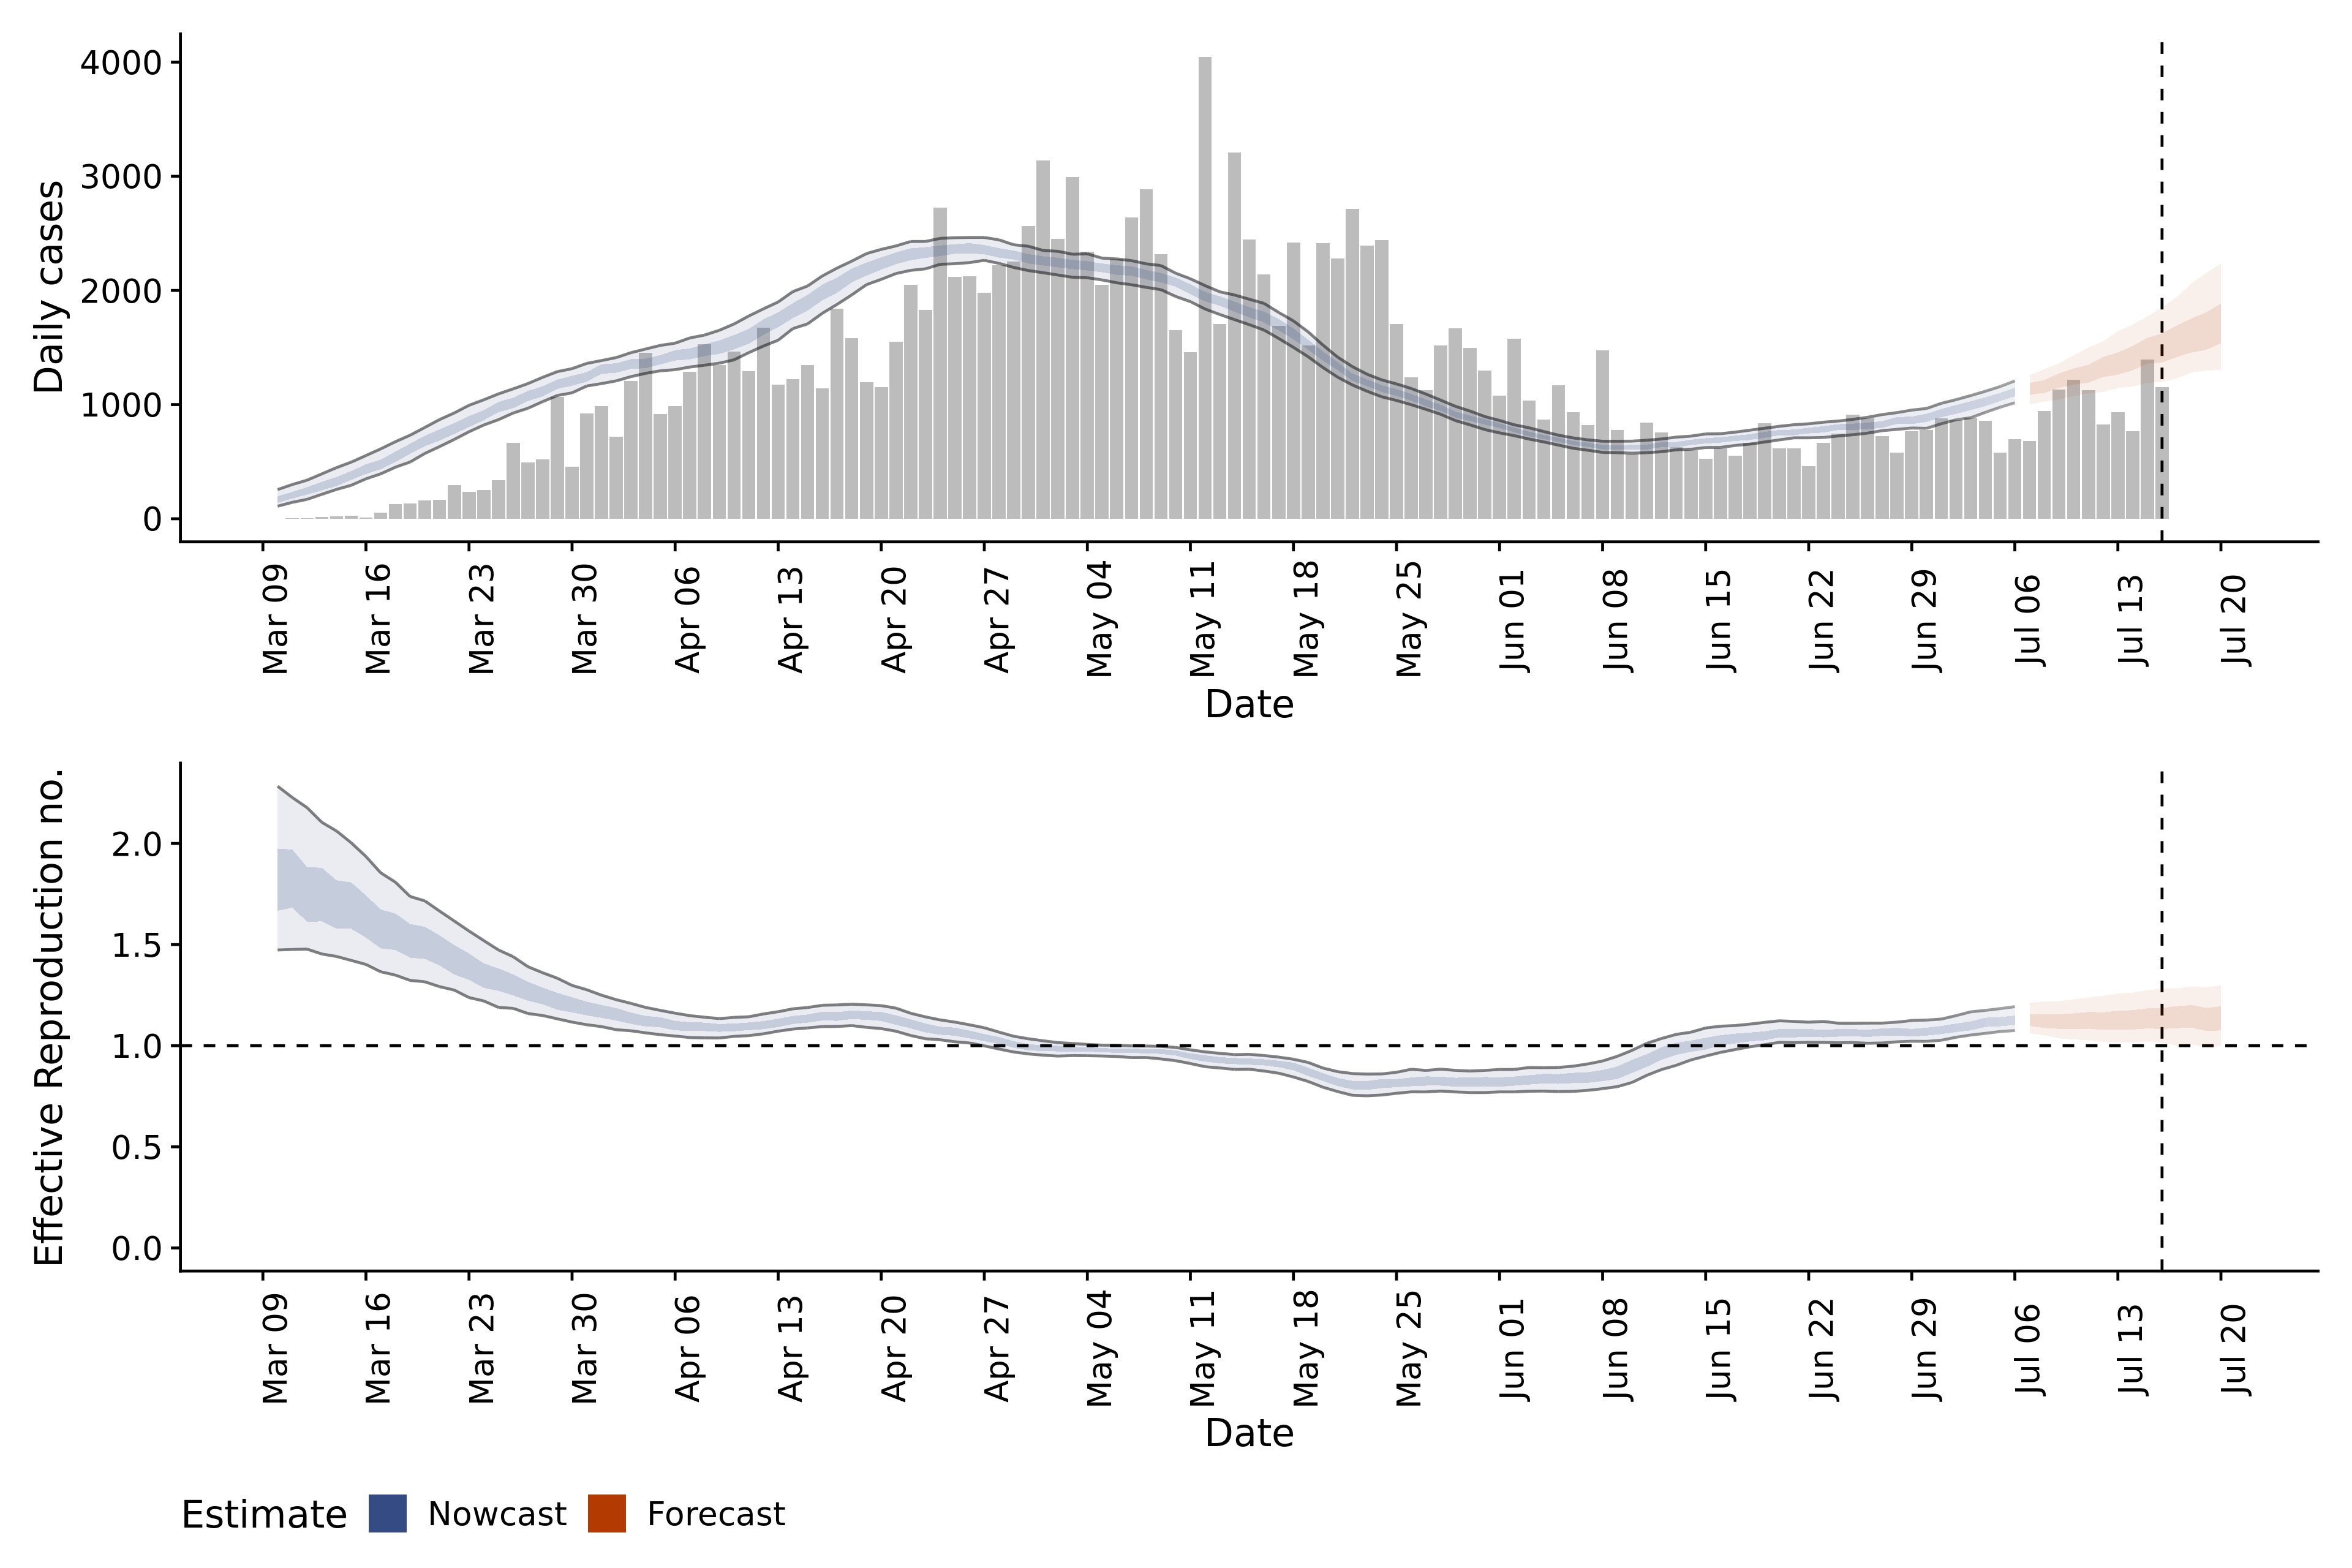 Daily cases
4000
3000
2000
1000
0
Mar 09
Mar 16
Mar 23
Mar 30
Apr 06
Apr 13
Apr 20
Apr 27
May 04
May 11
May 18
May 25
Jun 01
Jun 08
Jun 15
Jun 22
Jun 29
Jul 06
Jul 13
Jul 20
Date
Effective Reproduction no.
2.0
1.5
1.0
0.5
0.0
Mar 09
Mar 16
Mar 23
Mar 30
Apr 06
Apr 13
Apr 20
Apr 27
May 04
May 11
May 18
May 25
Jun 01
Jun 08
Jun 15
Jun 22
Jun 29
Jul 06
Jul 13
Jul 20
Date
Estimate Nowcast Forecast